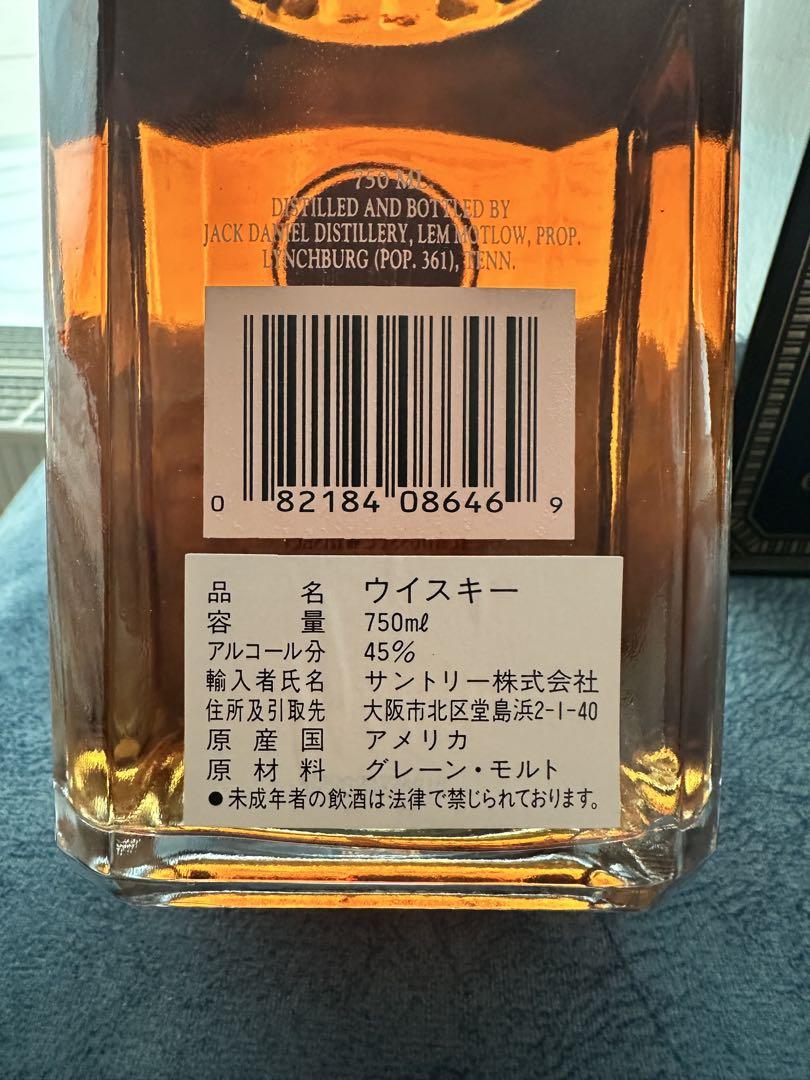 750 ML
DISTILLED AND BOTTLED BY
JACK DANIEL DISTILLERY, LEM MOTLOW, PROP.
LYNCHBURG (POP. 361), TENN.
0 82184 08646 9
品名 ウイスキー
容量 750ml
アルコール分 45%
輸入者氏名 サントリー株式会社
住所及引取先 大阪市北区堂島浜2-1-40
原産国 アメリカ
原材料 グレーン・モルト
●未成年者の飲酒は法律で禁じられております。